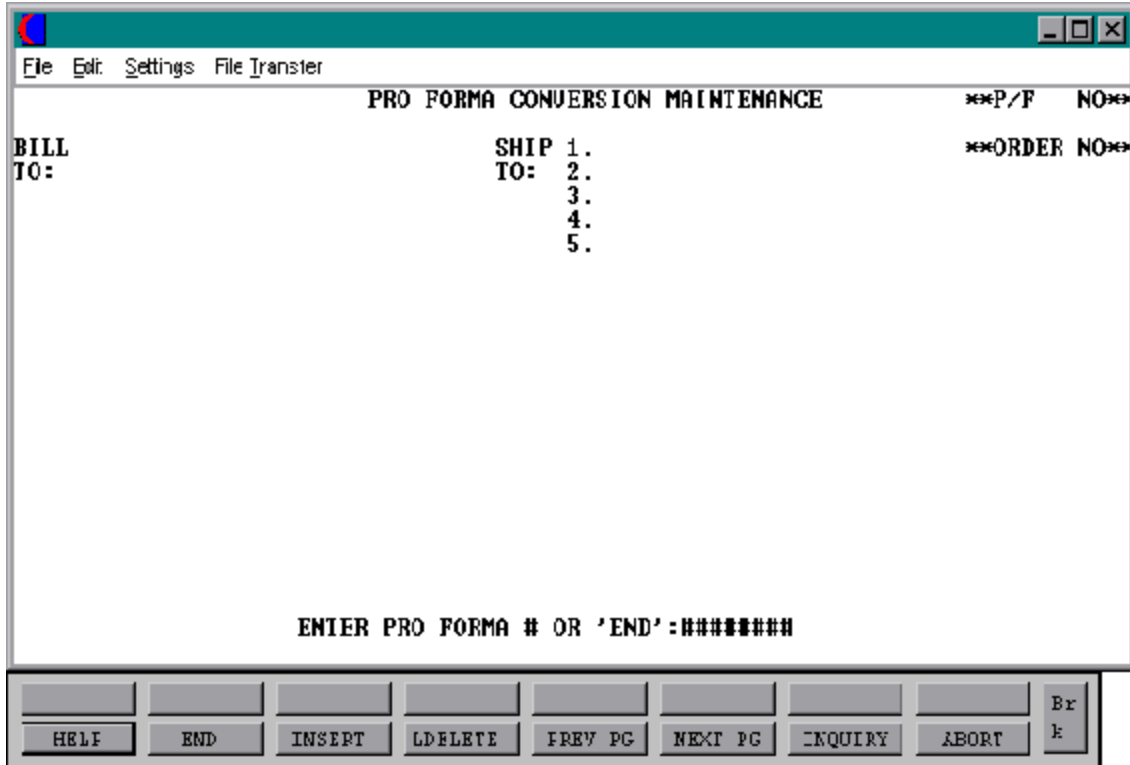 File Edit Settings File Transfer
PRO FORMA CONVERSION MAINTENANCE **P/F NO**
BILL SHIP 1. **ORDER NO**
TO: TO: 2.
3.
4.
5.
ENTER PRO FORMA # OR 'END':########
HELP END INSERT LDELETE PREV PG NEXT PG INQUIRY ABORT Brk